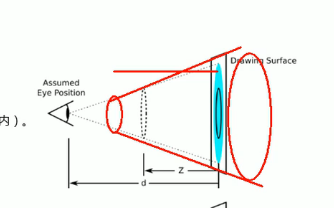 Drawing Surface
Assumed
Eye Position
内）。
Z
d